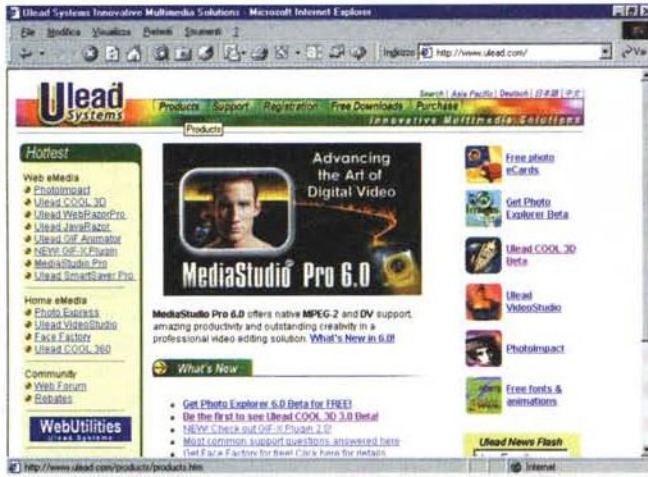 Ulead Systems Innovative Multimedia Solutions - Microsoft Internet Explorer
File Modifica Visualizza Preferiti Strumenti ?
Indirizzo http://www.ulead.com/ Vai
Search | Asia Pacific | Deutsch | 日本語 | 中文
Ulead Systems
Products Support Registration Free Downloads Purchase
Innovative Multimedia Solutions
Products
Hottest
Web eMedia
PhotoImpact
Ulead COOL 3D
Ulead WebRazorPro
Ulead JavaRazor
Ulead GIF Animator
NEW! GIF-X.Plugin
MediaStudio Pro
Ulead SmartSaver Pro
Home eMedia
Photo Express
Ulead VideoStudio
Face Factory
Ulead COOL 360
Community
Web Forum
Rebates
WebUtilities
Ulead Systems
Advancing
the Art of
Digital Video
MediaStudio Pro 6.0
MediaStudio Pro 6.0 offers native MPEG-2 and DV support,
amazing productivity and outstanding creativity in a
professional video editing solution. What's New in 6.0!
What's New
Get Photo Explorer 6.0 Beta for FREE!
Be the first to see Ulead COOL 3D 3.0 Beta!
NEW! Check out GIF-X.Plugin 2.0!
Most common support questions answered here
Get Face Factory for free! Click here for details.
Free photo
eCards
Get Photo
Explorer Beta
Ulead COOL 3D
Beta
Ulead
VideoStudio
PhotoImpact
Free fonts &
animations
Ulead News Flash
http://www.ulead.com/products/products.htm
Internet